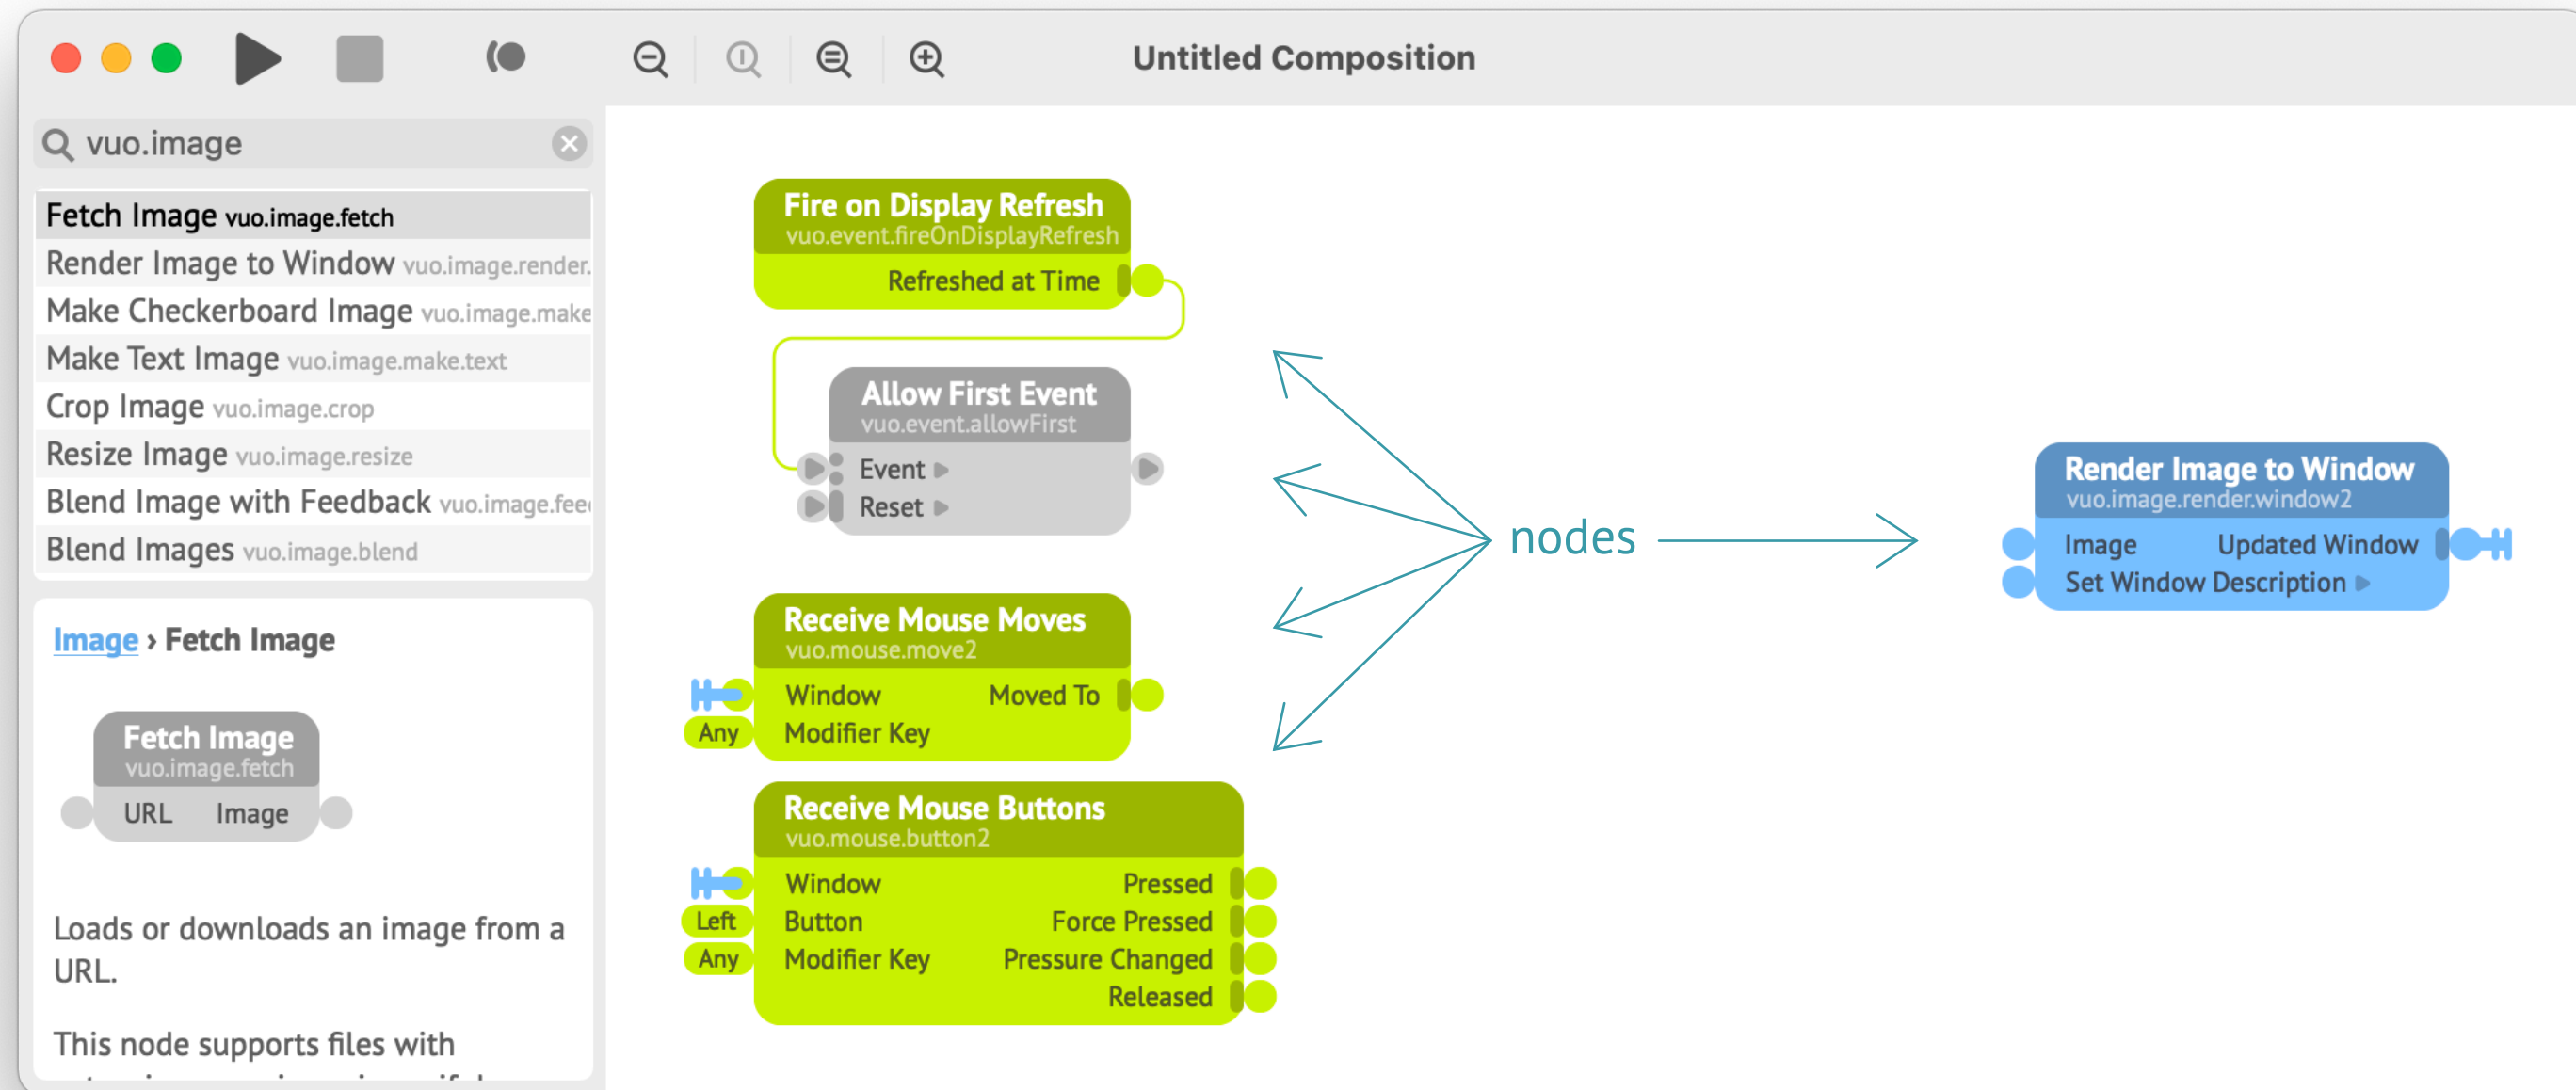 Untitled Composition
vuo.image
Fetch Image vuo.image.fetch
Render Image to Window vuo.image.render.
Make Checkerboard Image vuo.image.make
Make Text Image vuo.image.make.text
Crop Image vuo.image.crop
Resize Image vuo.image.resize
Blend Image with Feedback vuo.image.fee
Blend Images vuo.image.blend
Image › Fetch Image
Fetch Image
vuo.image.fetch
URL Image
Loads or downloads an image from a
URL.
This node supports files with
Fire on Display Refresh
vuo.event.fireOnDisplayRefresh
Refreshed at Time
Allow First Event
vuo.event.allowFirst
Event
Reset
Receive Mouse Moves
vuo.mouse.move2
Window Moved To
Any Modifier Key
Receive Mouse Buttons
vuo.mouse.button2
Window Pressed
Left Button Force Pressed
Any Modifier Key Pressure Changed
Released
nodes
Render Image to Window
vuo.image.render.window2
Image Updated Window
Set Window Description